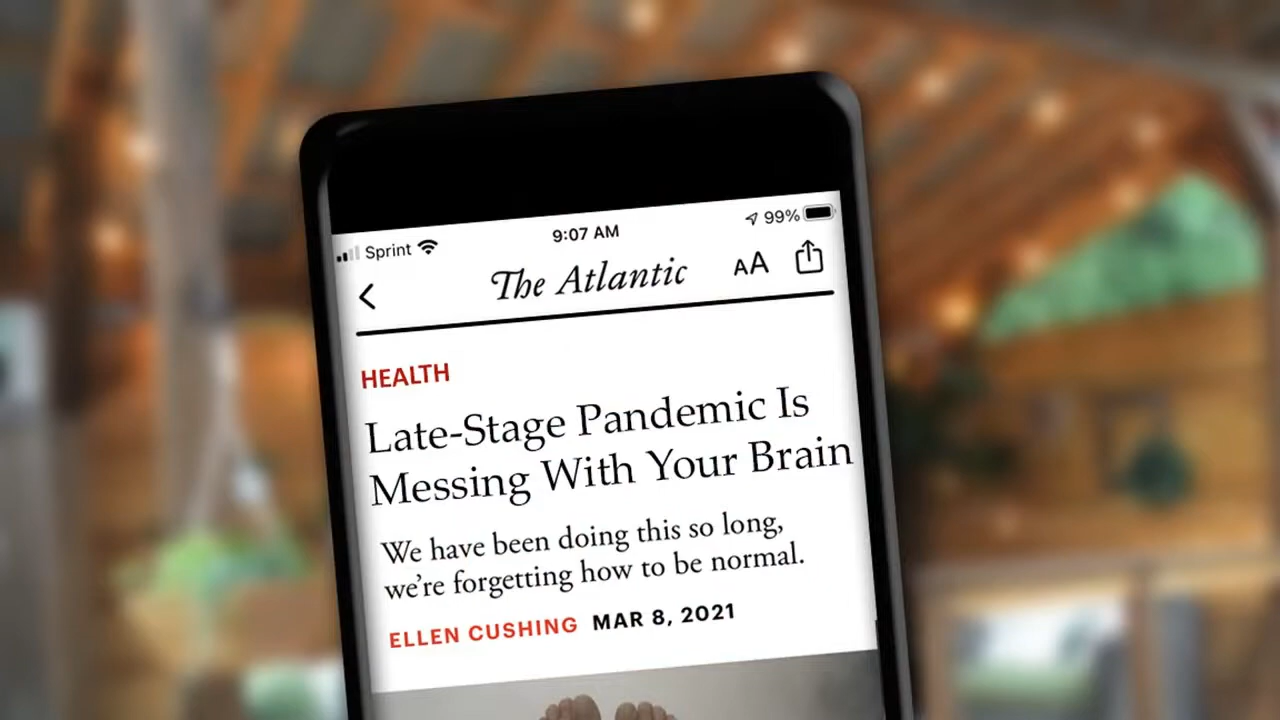 Sprint 9:07 AM 99%
The Atlantic AA
HEALTH
Late-Stage Pandemic Is
Messing With Your Brain
We have been doing this so long,
we’re forgetting how to be normal.
ELLEN CUSHING MAR 8, 2021